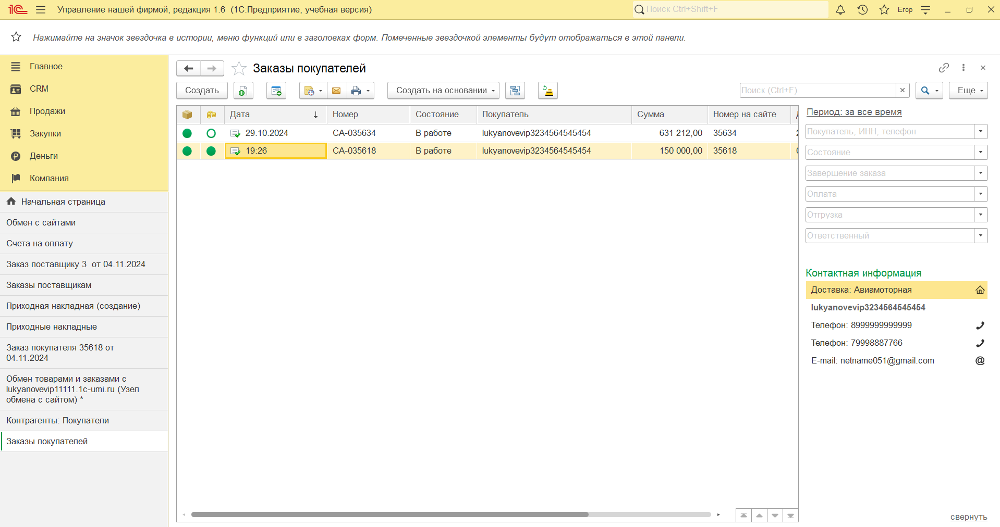 1С Управление нашей фирмой, редакция 1.6 (1С:Предприятие, учебная версия)
Поиск Ctrl+Shift+F
Егор
Нажимайте на значок звездочка в истории, меню функций или в заголовках форм. Помеченные звездочкой элементы будут отображаться в этой панели.
Главное
CRM
Продажи
Закупки
Деньги
Компания
Начальная страница
Обмен с сайтами
Счета на оплату
Заказ поставщику 3 от 04.11.2024
Заказы поставщикам
Приходная накладная (создание)
Приходные накладные
Заказ покупателя 35618 от
04.11.2024
Обмен товарами и заказами с
lukyanovevip11111.1c-umi.ru (Узел
обмена с сайтом) *
Контрагенты: Покупатели
Заказы покупателей
Заказы покупателей
Создать
Создать на основании
Поиск (Ctrl+F)
Еще
Дата Номер Состояние Покупатель Сумма Номер на сайте
29.10.2024 СА-035634 В работе lukyanovevip3234564545454 631 212,00 35634
19:26 СА-035618 В работе lukyanovevip3234564545454 150 000,00 35618
Период: за все время
Покупатель, ИНН, телефон
Состояние
Завершение заказа
Оплата
Отгрузка
Ответственный
Контактная информация
Доставка: Авиамоторная
lukyanovevip3234564545454
Телефон: 8999999999999
Телефон: 79998887766
E-mail: netname051@gmail.com
свернуть